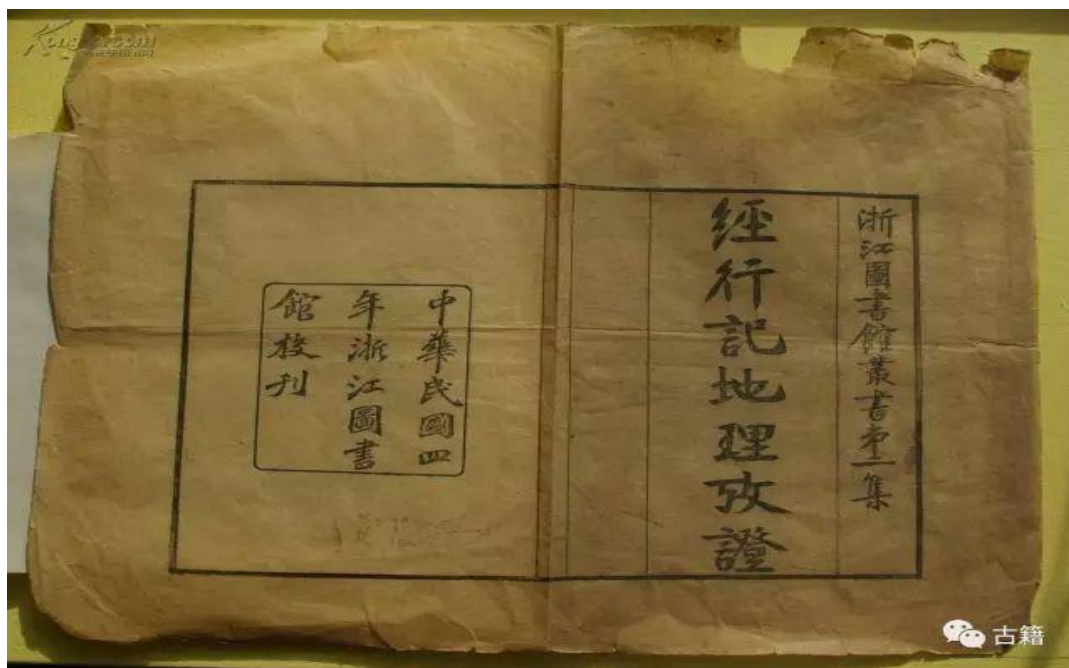 浙江圖書館叢書第二集
經行記地理攷證
中華民國四
年浙江圖書
館校刊
古籍